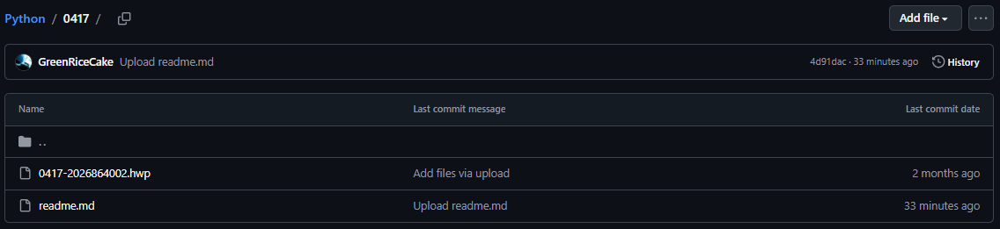 Python / 0417 /
Add file
GreenRiceCake Upload readme.md 4d91dac · 33 minutes ago History
Name Last commit message Last commit date
..
0417-2026864002.hwp Add files via upload 2 months ago
readme.md Upload readme.md 33 minutes ago